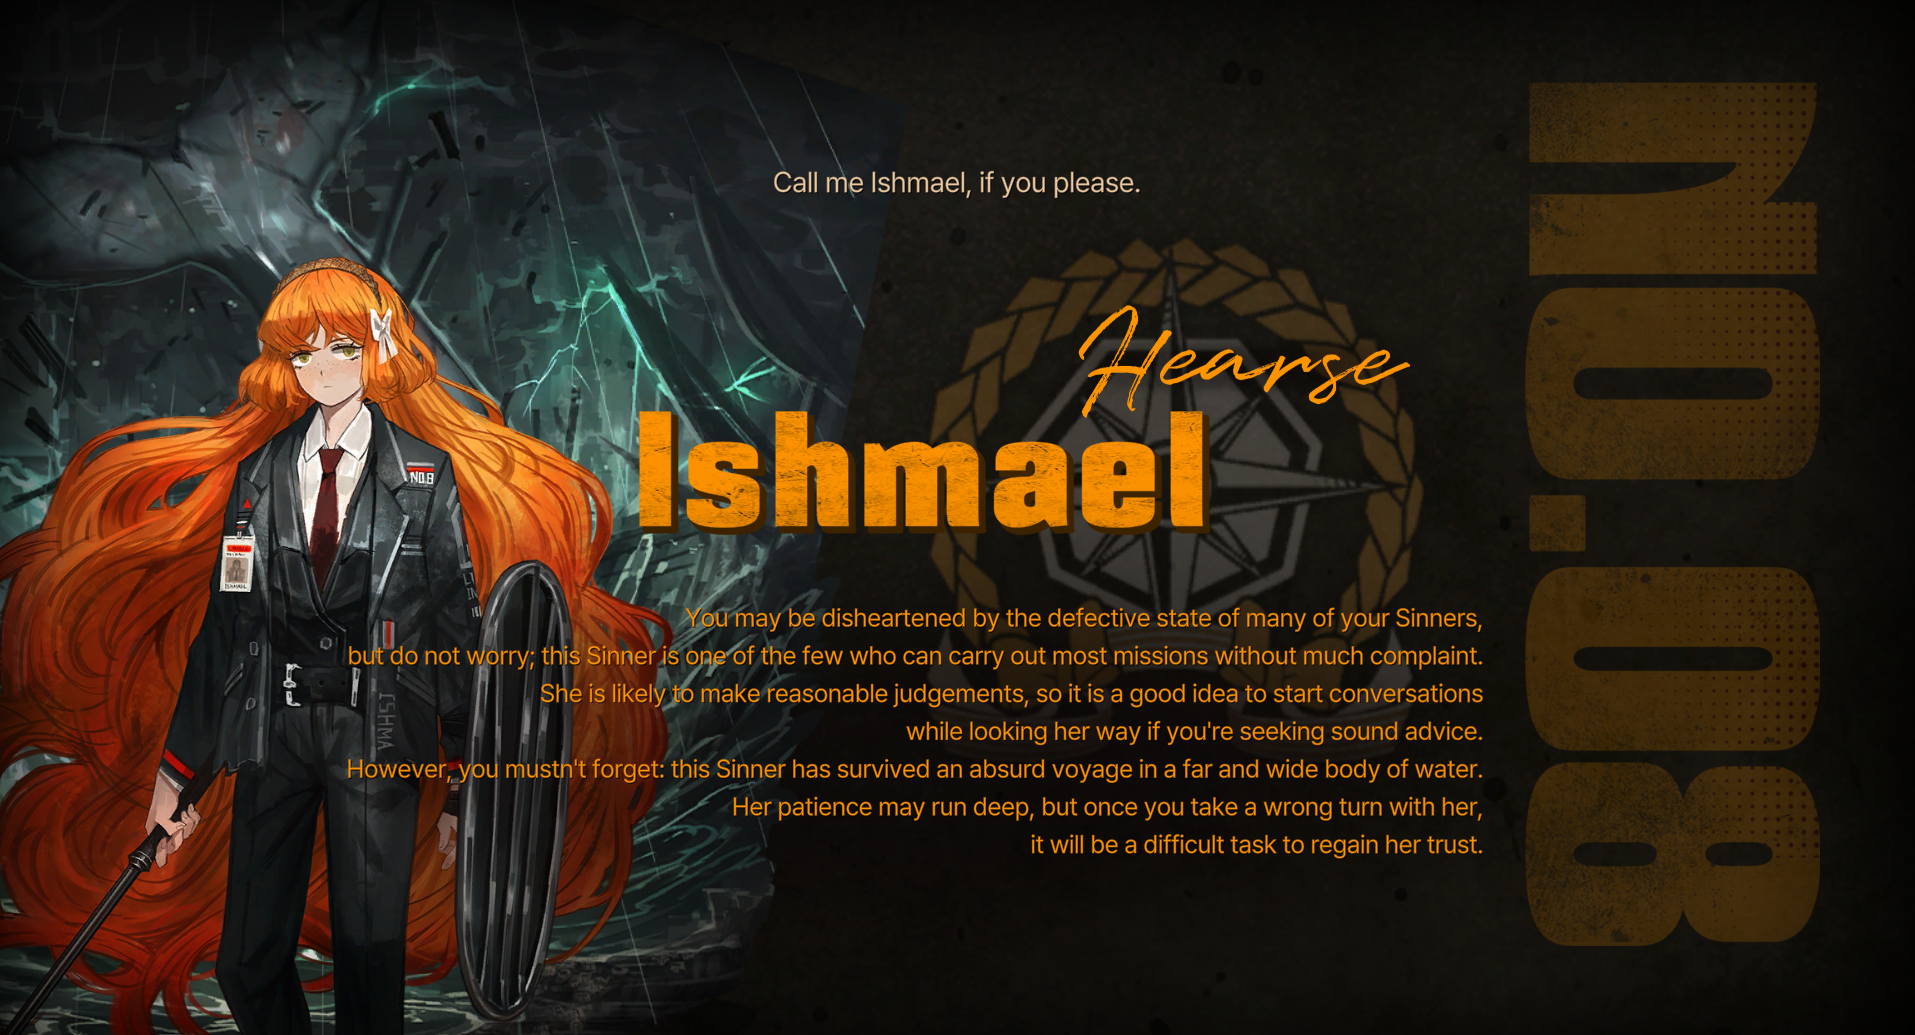 Call me Ishmael, if you please.
Hearse
Ishmael
You may be disheartened by the defective state of many of your Sinners,
but do not worry; this Sinner is one of the few who can carry out most missions without much complaint.
She is likely to make reasonable judgements, so it is a good idea to start conversations
while looking her way if you're seeking sound advice.
However, you mustn't forget: this Sinner has survived an absurd voyage in a far and wide body of water.
Her patience may run deep, but once you take a wrong turn with her,
it will be a difficult task to regain her trust.
NO.08
NO.8
ISHMAEL
ISHMA